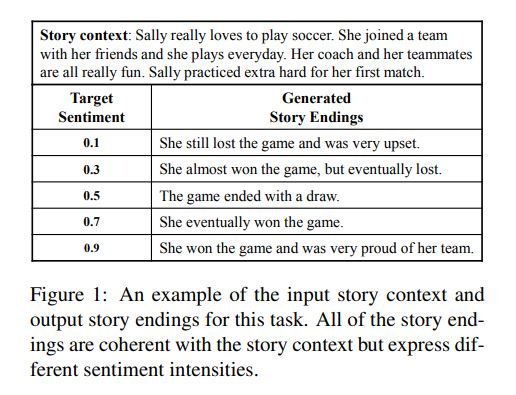 Story context: Sally really loves to play soccer. She joined a team
with her friends and she plays everyday. Her coach and her teammates
are all really fun. Sally practiced extra hard for her first match.
Target Sentiment
Generated Story Endings
0.1 She still lost the game and was very upset.
0.3 She almost won the game, but eventually lost.
0.5 The game ended with a draw.
0.7 She eventually won the game.
0.9 She won the game and was very proud of her team.
Figure 1: An example of the input story context and
output story endings for this task. All of the story end-
ings are coherent with the story context but express dif-
ferent sentiment intensities.